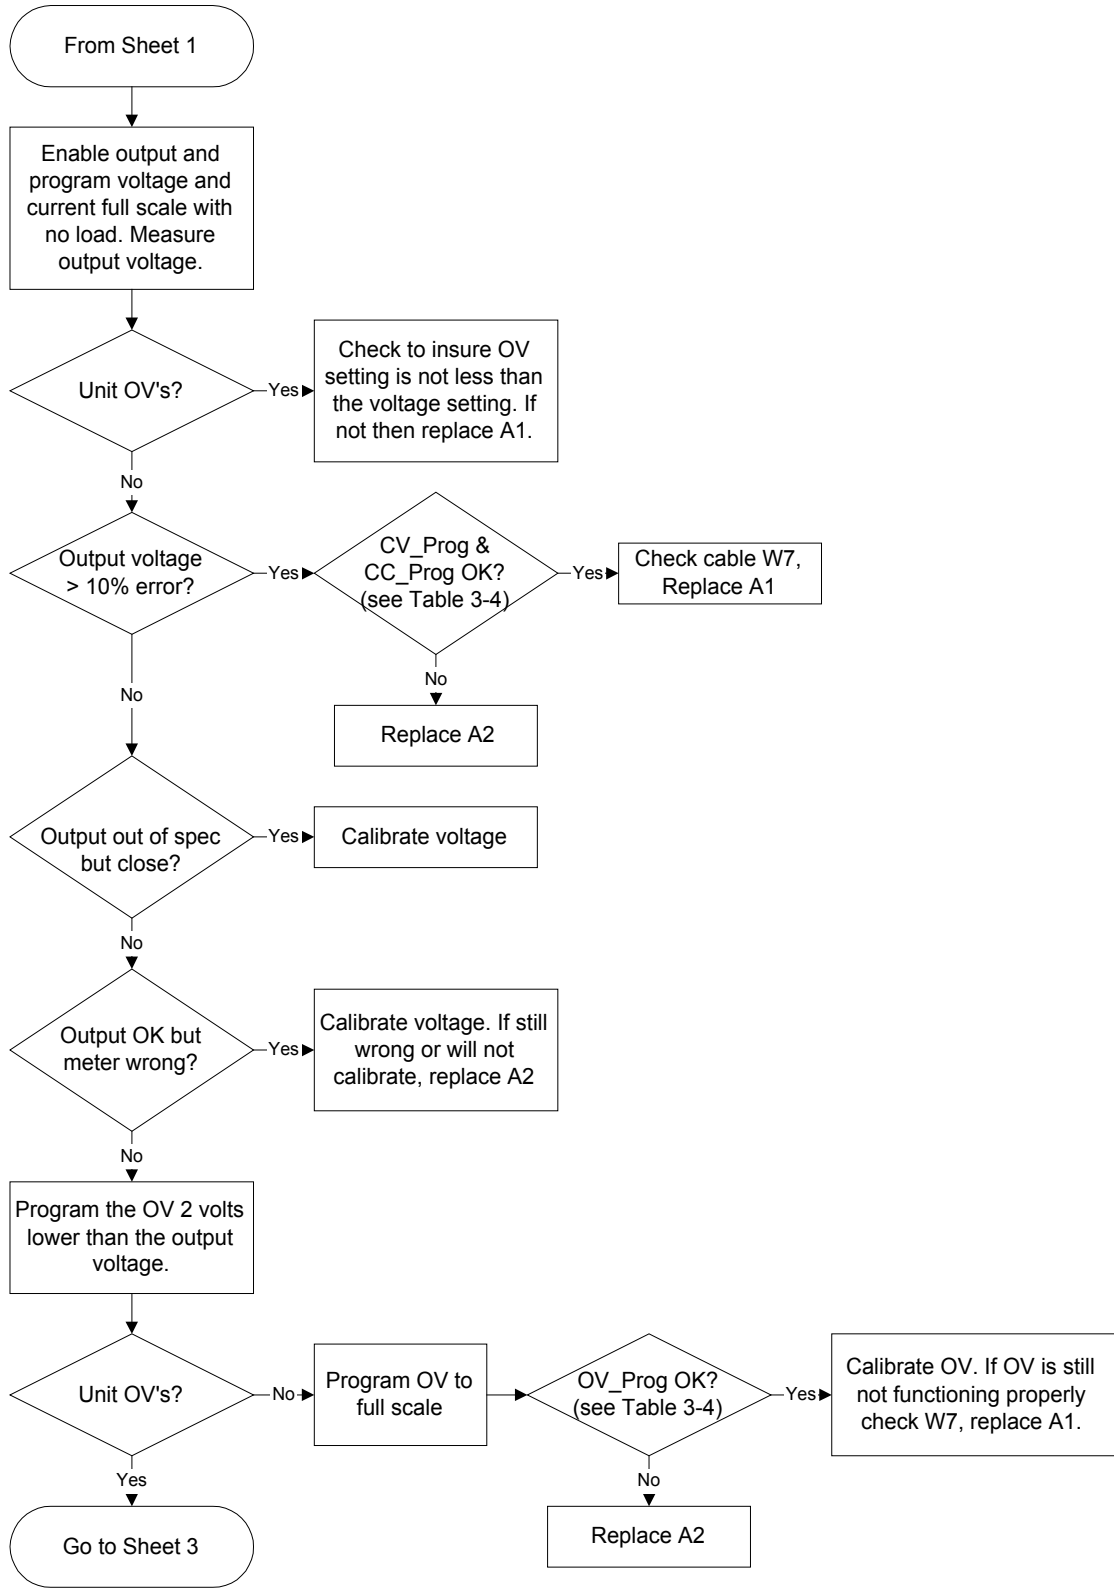 From Sheet 1
Enable output and
program voltage and
current full scale with
no load. Measure
output voltage.
Unit OV's?
Yes
Check to insure OV
setting is not less than
the voltage setting. If
not then replace A1.
No
Output voltage
> 10% error?
Yes
CV_Prog &
CC_Prog OK?
(see Table 3-4)
Yes
Check cable W7,
Replace A1
No
Replace A2
No
Output out of spec
but close?
Yes
Calibrate voltage
No
Output OK but
meter wrong?
Yes
Calibrate voltage. If still
wrong or will not
calibrate, replace A2
No
Program the OV 2 volts
lower than the output
voltage.
Unit OV's?
No
Program OV to
full scale
OV_Prog OK?
(see Table 3-4)
Yes
Calibrate OV. If OV is still
not functioning properly
check W7, replace A1.
No
Replace A2
Yes
Go to Sheet 3